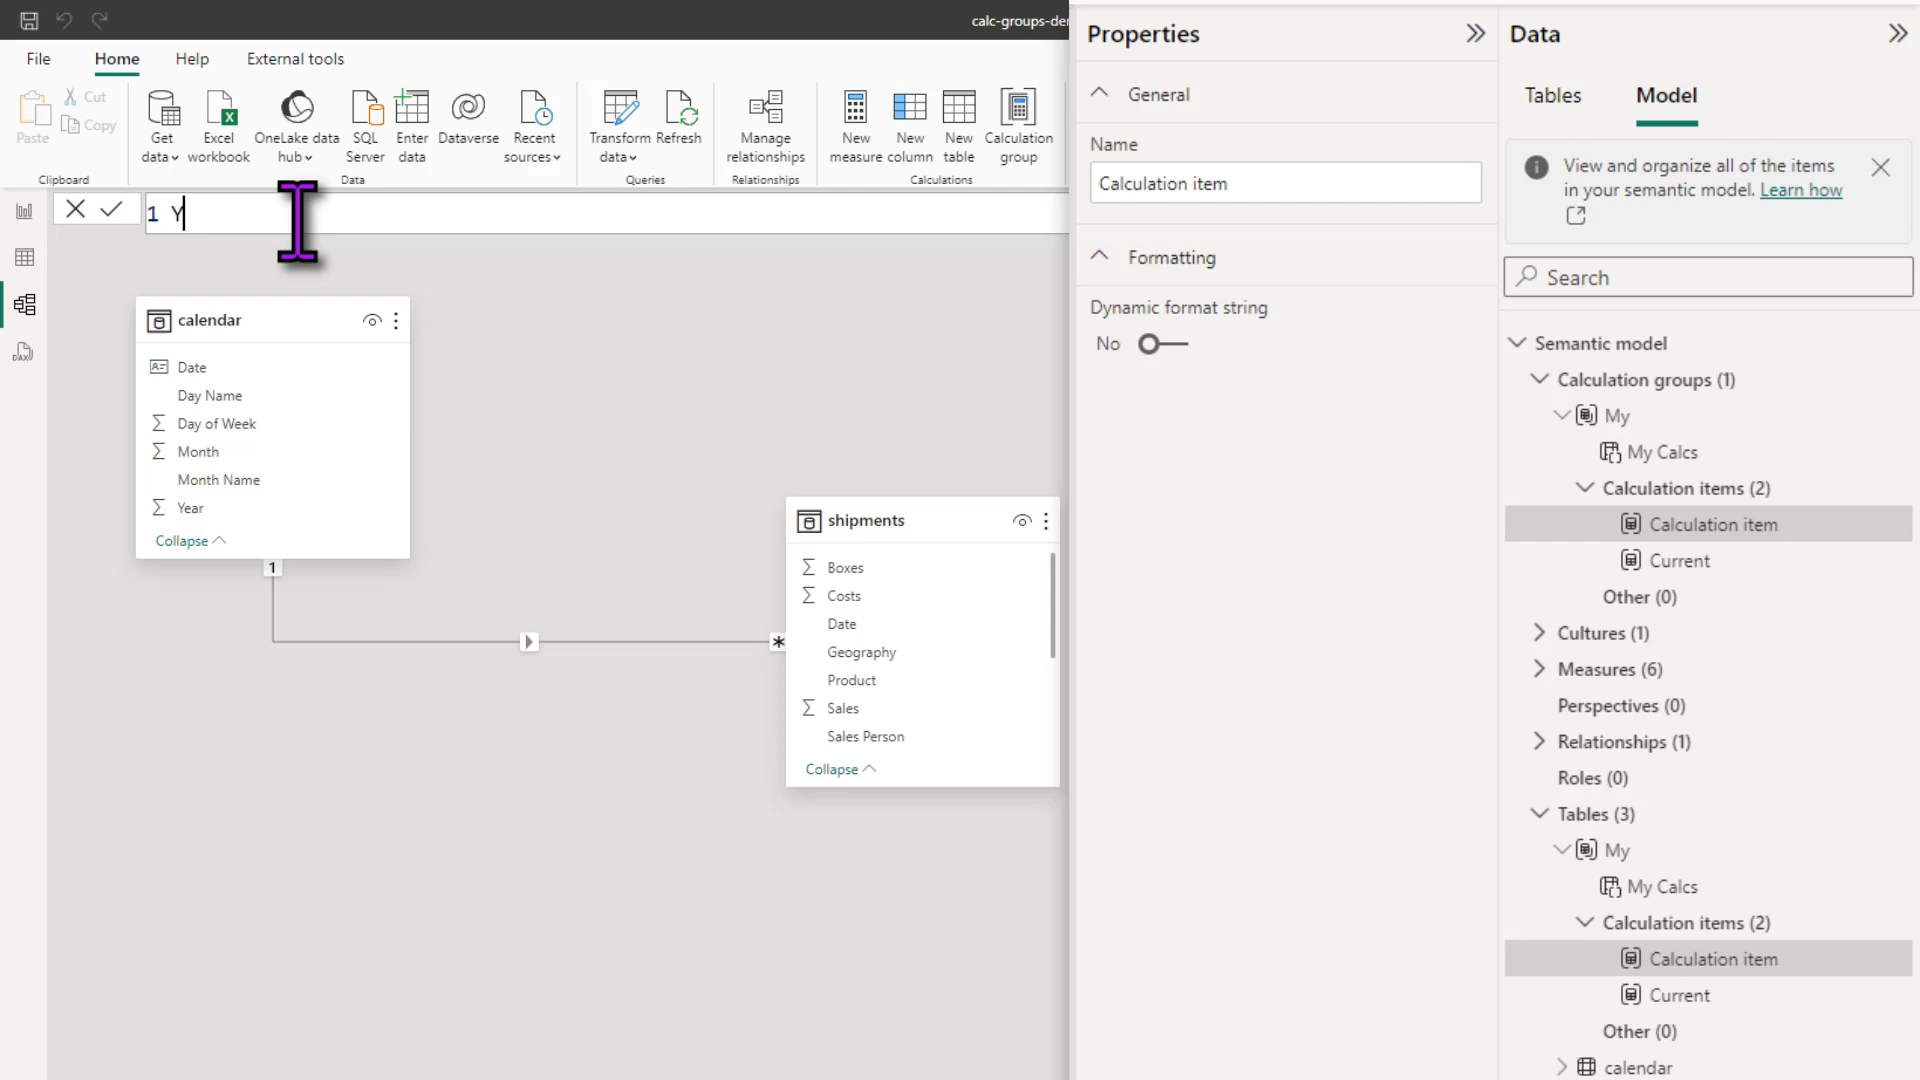 calc-groups-der
File
Home
Help
External tools
Paste
Cut
Copy
Clipboard
Get data
Excel workbook
OneLake data hub
SQL Server
Enter data
Dataverse
Recent sources
Data
Transform data
Refresh
Queries
Manage relationships
Relationships
New measure
New column
New table
Calculation group
Calculations
1 Y
calendar
Date
Day Name
Day of Week
Month
Month Name
Year
Collapse
1
*
shipments
Boxes
Costs
Date
Geography
Product
Sales
Sales Person
Collapse
Properties
General
Name
Calculation item
Formatting
Dynamic format string
No
Data
Tables
Model
View and organize all of the items
in your semantic model. Learn how
Search
Semantic model
Calculation groups (1)
My
My Calcs
Calculation items (2)
Calculation item
Current
Other (0)
Cultures (1)
Measures (6)
Perspectives (0)
Relationships (1)
Roles (0)
Tables (3)
My
My Calcs
Calculation items (2)
Calculation item
Current
Other (0)
calendar